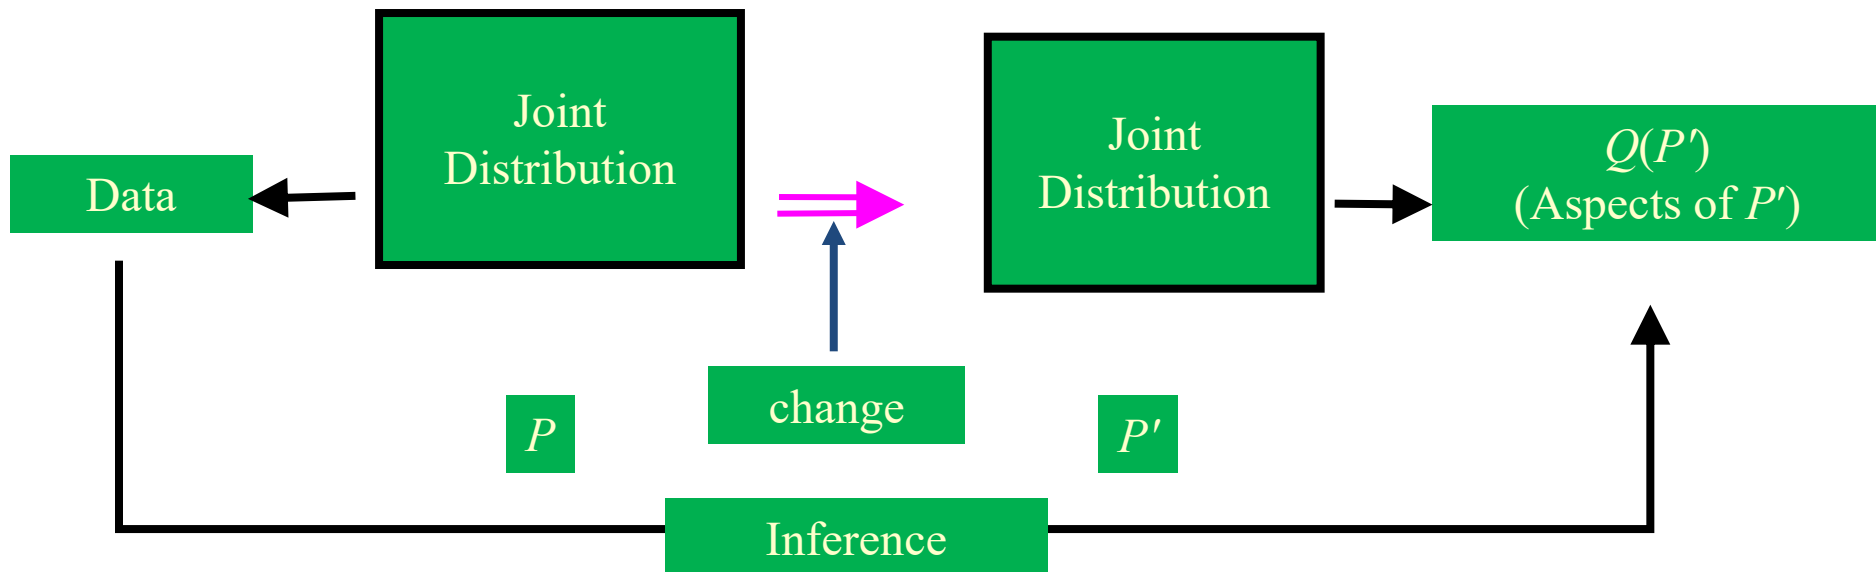 Data
Joint
Distribution
Joint
Distribution
Q(P')
(Aspects of P')
change
P
P'
Inference